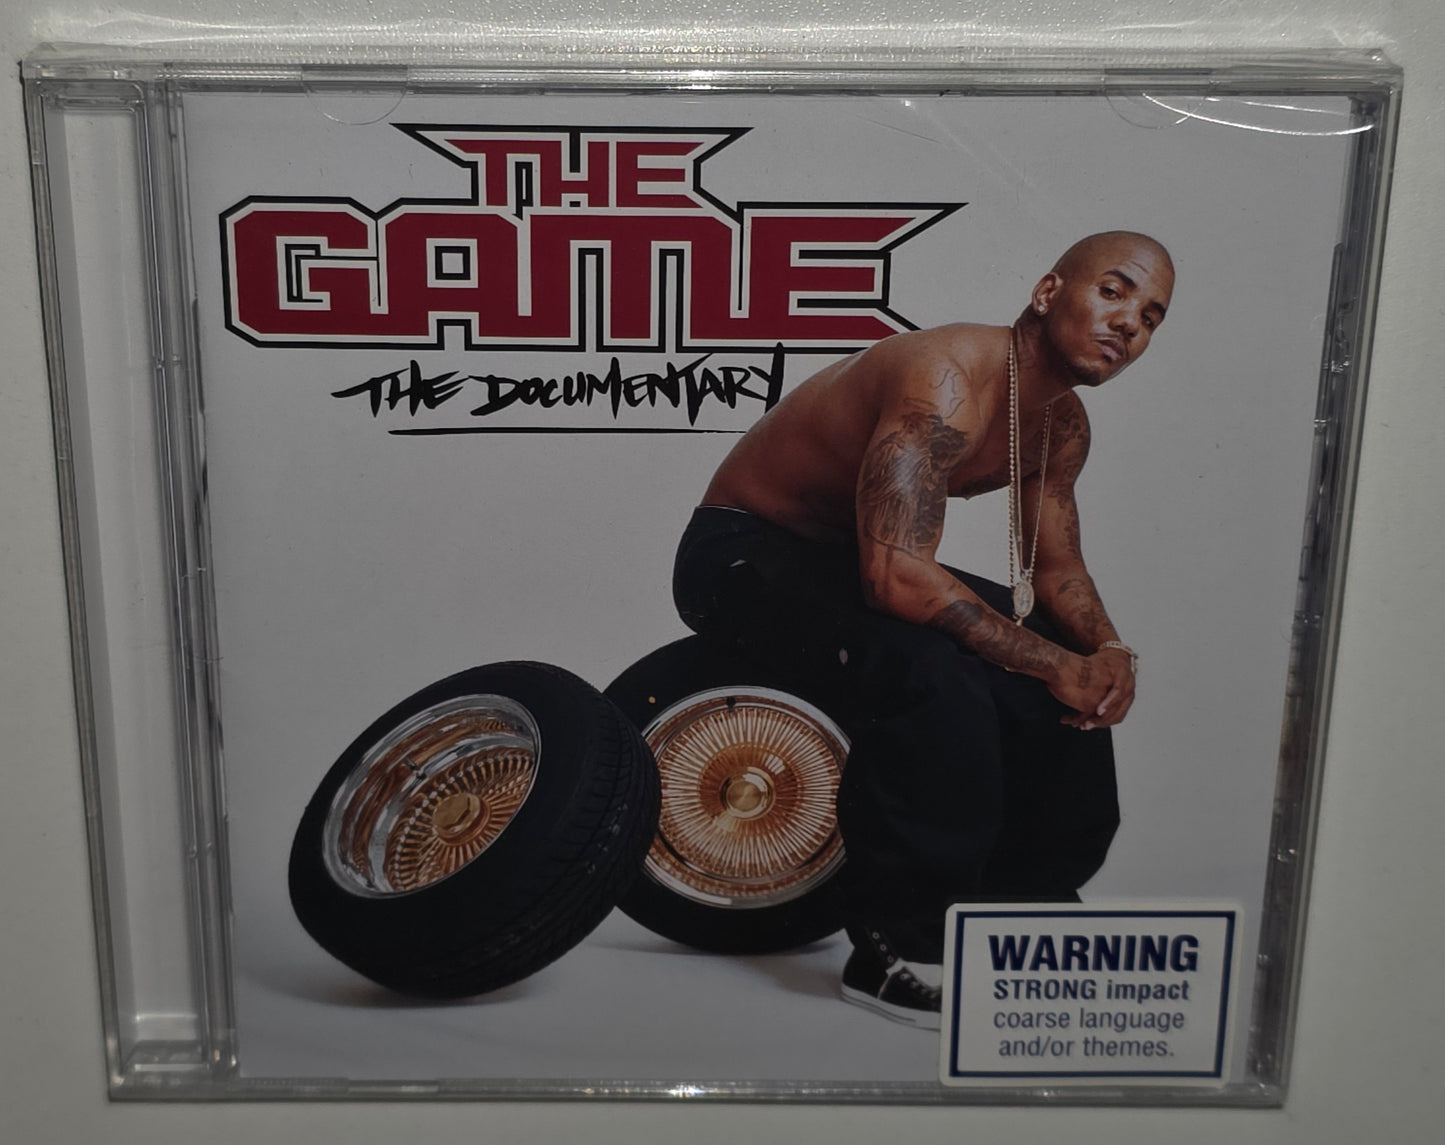 THE
GAME
THE DOCUMENTARY
WARNING
STRONG impact
coarse language
and/or themes.